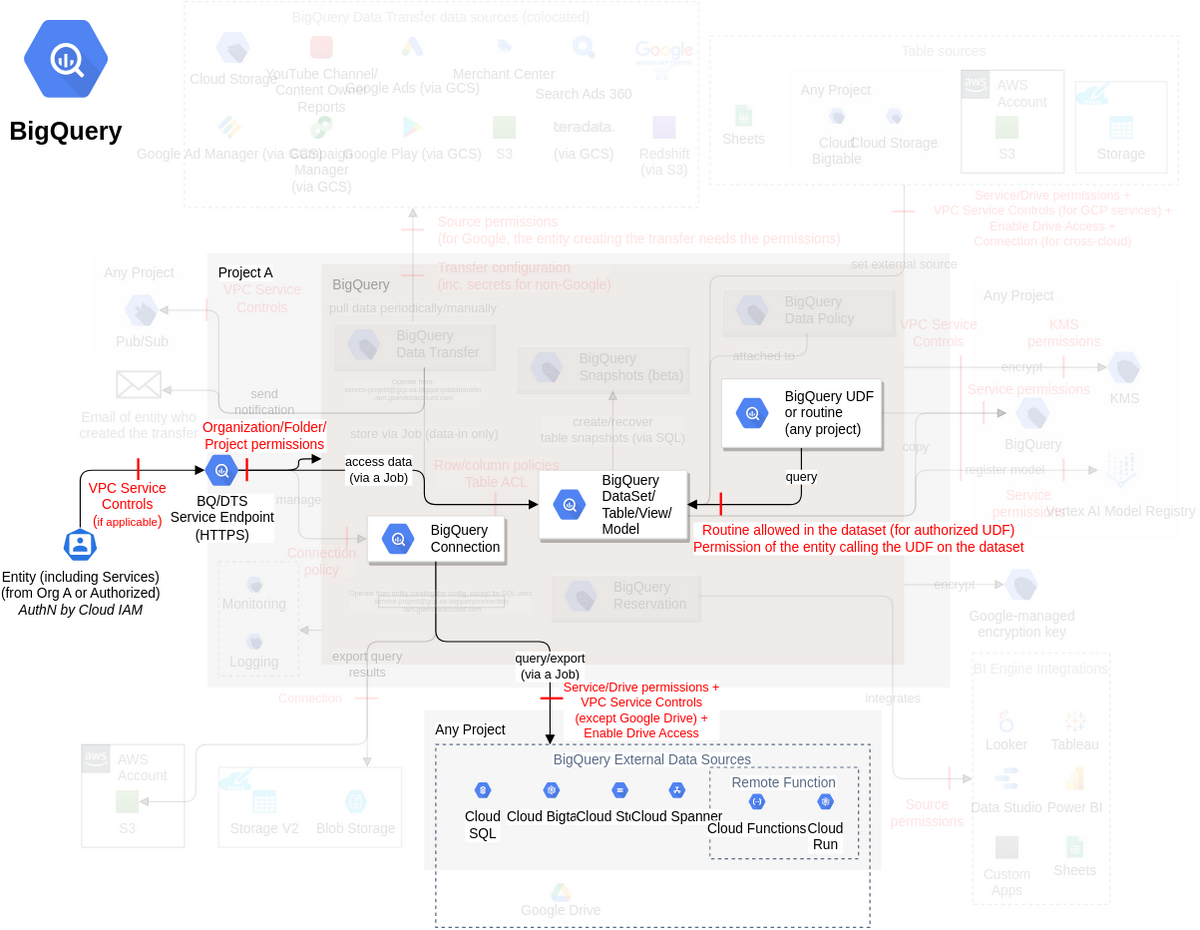 BigQuery
BigQuery Data Transfer data sources (colocated)
Cloud Storage
YouTube Channel/
Content Owner
Reports
Google Ads (via GCS)
Merchant Center
Search Ads 360
Google
Google Ad Manager (via GCS)
Campaign
Manager
(via GCS)
Google Play (via GCS)
S3
teradata.
(via GCS)
Redshift
(via S3)
Table sources
Sheets
Any Project
Cloud
Bigtable
Cloud Storage
aws
AWS
Account
S3
Storage
Source permissions
(for Google, the entity creating the transfer needs the permissions)
Service/Drive permissions +
VPC Service Controls (for GCP services) +
Enable Drive Access +
Connection (for cross-cloud)
Transfer configuration
(inc. secrets for non-Google)
set external source
Any Project
Pub/Sub
VPC Service
Controls
Project A
BigQuery
pull data periodically/manually
BigQuery
Data Transfer
BigQuery
Snapshots (beta)
BigQuery
Data Policy
attached to
Any Project
VPC Service
Controls
KMS
permissions
encrypt
KMS
Service permissions
BigQuery
copy
register model
Service
permissions
Vertex AI Model Registry
Email of entity who
created the transfer
send
notification
store via Job (data-in only)
create/recover
table snapshots (via SQL)
BigQuery UDF
or routine
(any project)
Organization/Folder/
Project permissions
access data
(via a Job)
Row/column policies
Table ACL
query
VPC Service
Controls
(if applicable)
BQ/DTS
Service Endpoint
(HTTPS)
manage
BigQuery
DataSet/
Table/View/
Model
Routine allowed in the dataset (for authorized UDF)
Permission of the entity calling the UDF on the dataset
BigQuery
Connection
Connection
policy
Entity (including Services)
(from Org A or Authorized)
AuthN by Cloud IAM
Monitoring
Logging
BigQuery
Reservation
encrypt
Google-managed
encryption key
export query
results
query/export
(via a Job)
Connection
Service/Drive permissions +
VPC Service Controls
(except Google Drive) +
Enable Drive Access
integrates
BI Engine Integrations
Looker
Tableau
Data Studio
Power BI
Custom
Apps
Sheets
Source
permissions
aws
AWS
Account
S3
Storage V2
Blob Storage
Any Project
BigQuery External Data Sources
Cloud
SQL
Cloud Spanner
Remote Function
Cloud Functions
Cloud
Run
Google Drive